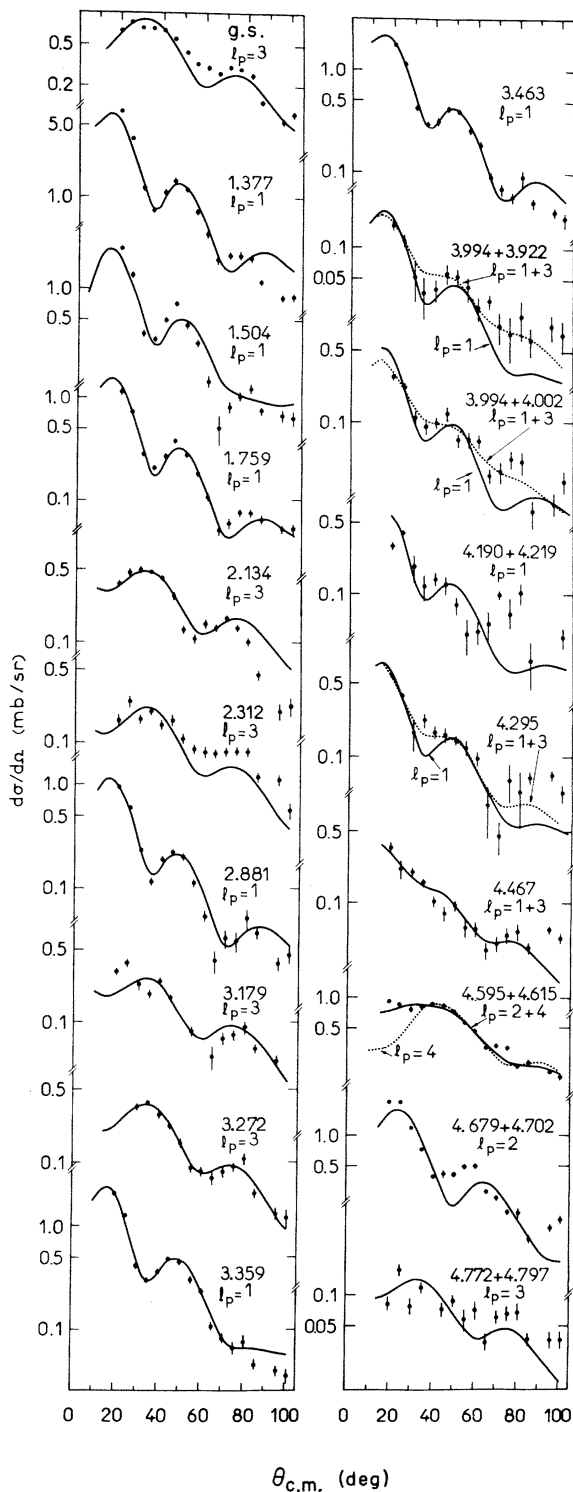 dσ/dΩ (mb/sr)
g.s.
ℓp=3
0.5
0.2
5.0
1.377
ℓp=1
1.0
1.504
ℓp=1
1.0
0.5
1.759
ℓp=1
1.0
0.1
2.134
ℓp=3
0.5
0.1
2.312
ℓp=3
0.5
0.1
2.881
ℓp=1
1.0
0.5
0.1
3.179
ℓp=3
0.5
0.1
3.272
ℓp=3
0.5
0.1
3.359
ℓp=1
1.0
0.1
0 20 40 60 80 100
3.463
ℓp=1
1.0
0.5
0.1
3.994+3.922
ℓp=1+3
ℓp=1
0.1
0.05
3.994+4.002
ℓp=1+3
ℓp=1
0.5
0.1
4.190+4.219
ℓp=1
0.5
0.1
4.295
ℓp=1+3
ℓp=1
0.5
0.1
4.467
ℓp=1+3
0.5
0.1
4.595+4.615
ℓp=2+4
ℓp=4
1.0
0.5
4.679+4.702
ℓp=2
1.0
0.5
4.772+4.797
ℓp=3
0.1
0.05
0 20 40 60 80 100
θc.m. (deg)